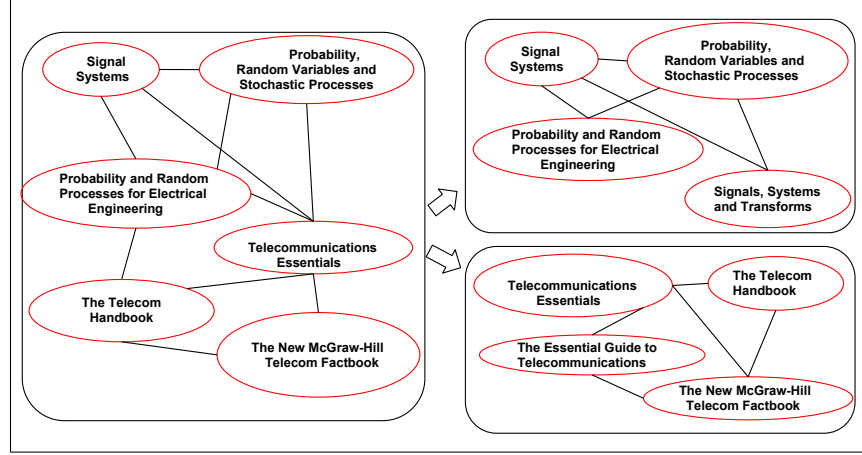 Signal
Systems
Probability,
Random Variables and
Stochastic Processes
Probability and Random
Processes for Electrical
Engineering
Telecommunications
Essentials
The Telecom
Handbook
The New McGraw-Hill
Telecom Factbook
Signal
Systems
Probability,
Random Variables and
Stochastic Processes
Probability and Random
Processes for Electrical
Engineering
Signals, Systems
and Transforms
Telecommunications
Essentials
The Telecom
Handbook
The Essential Guide to
Telecommunications
The New McGraw-Hill
Telecom Factbook